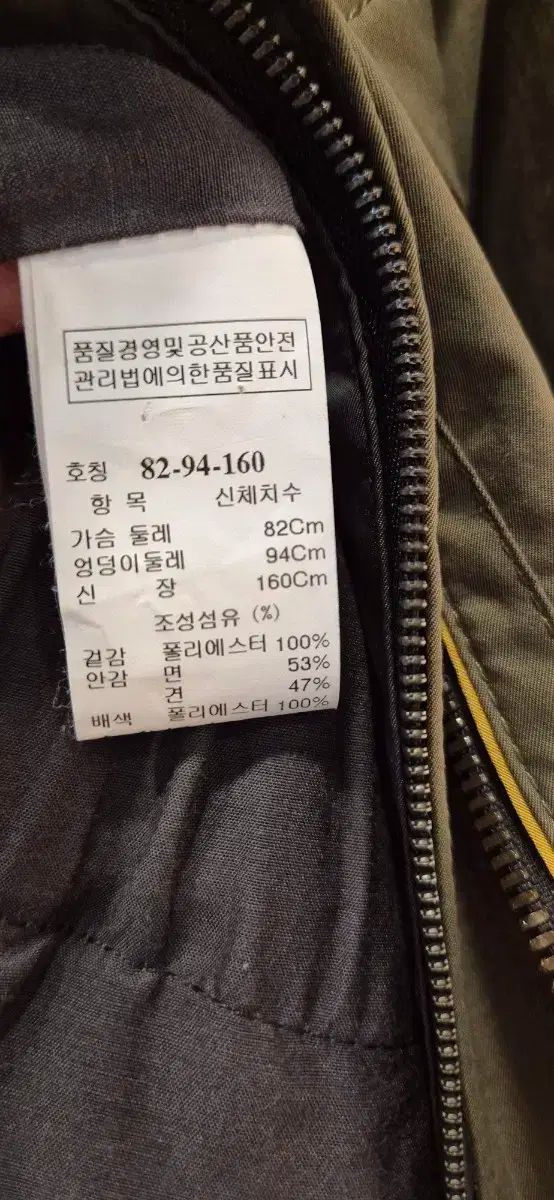 품질경영및공산품안전
관리법에의한품질표시
호칭 82-94-160
항 목 신체치수
가슴 둘레 82Cm
엉덩이둘레 94Cm
신 장 160Cm
조성섬유 (%)
겉감 폴리에스터 100%
안감 면 53%
견 47%
배색 폴리에스터 100%